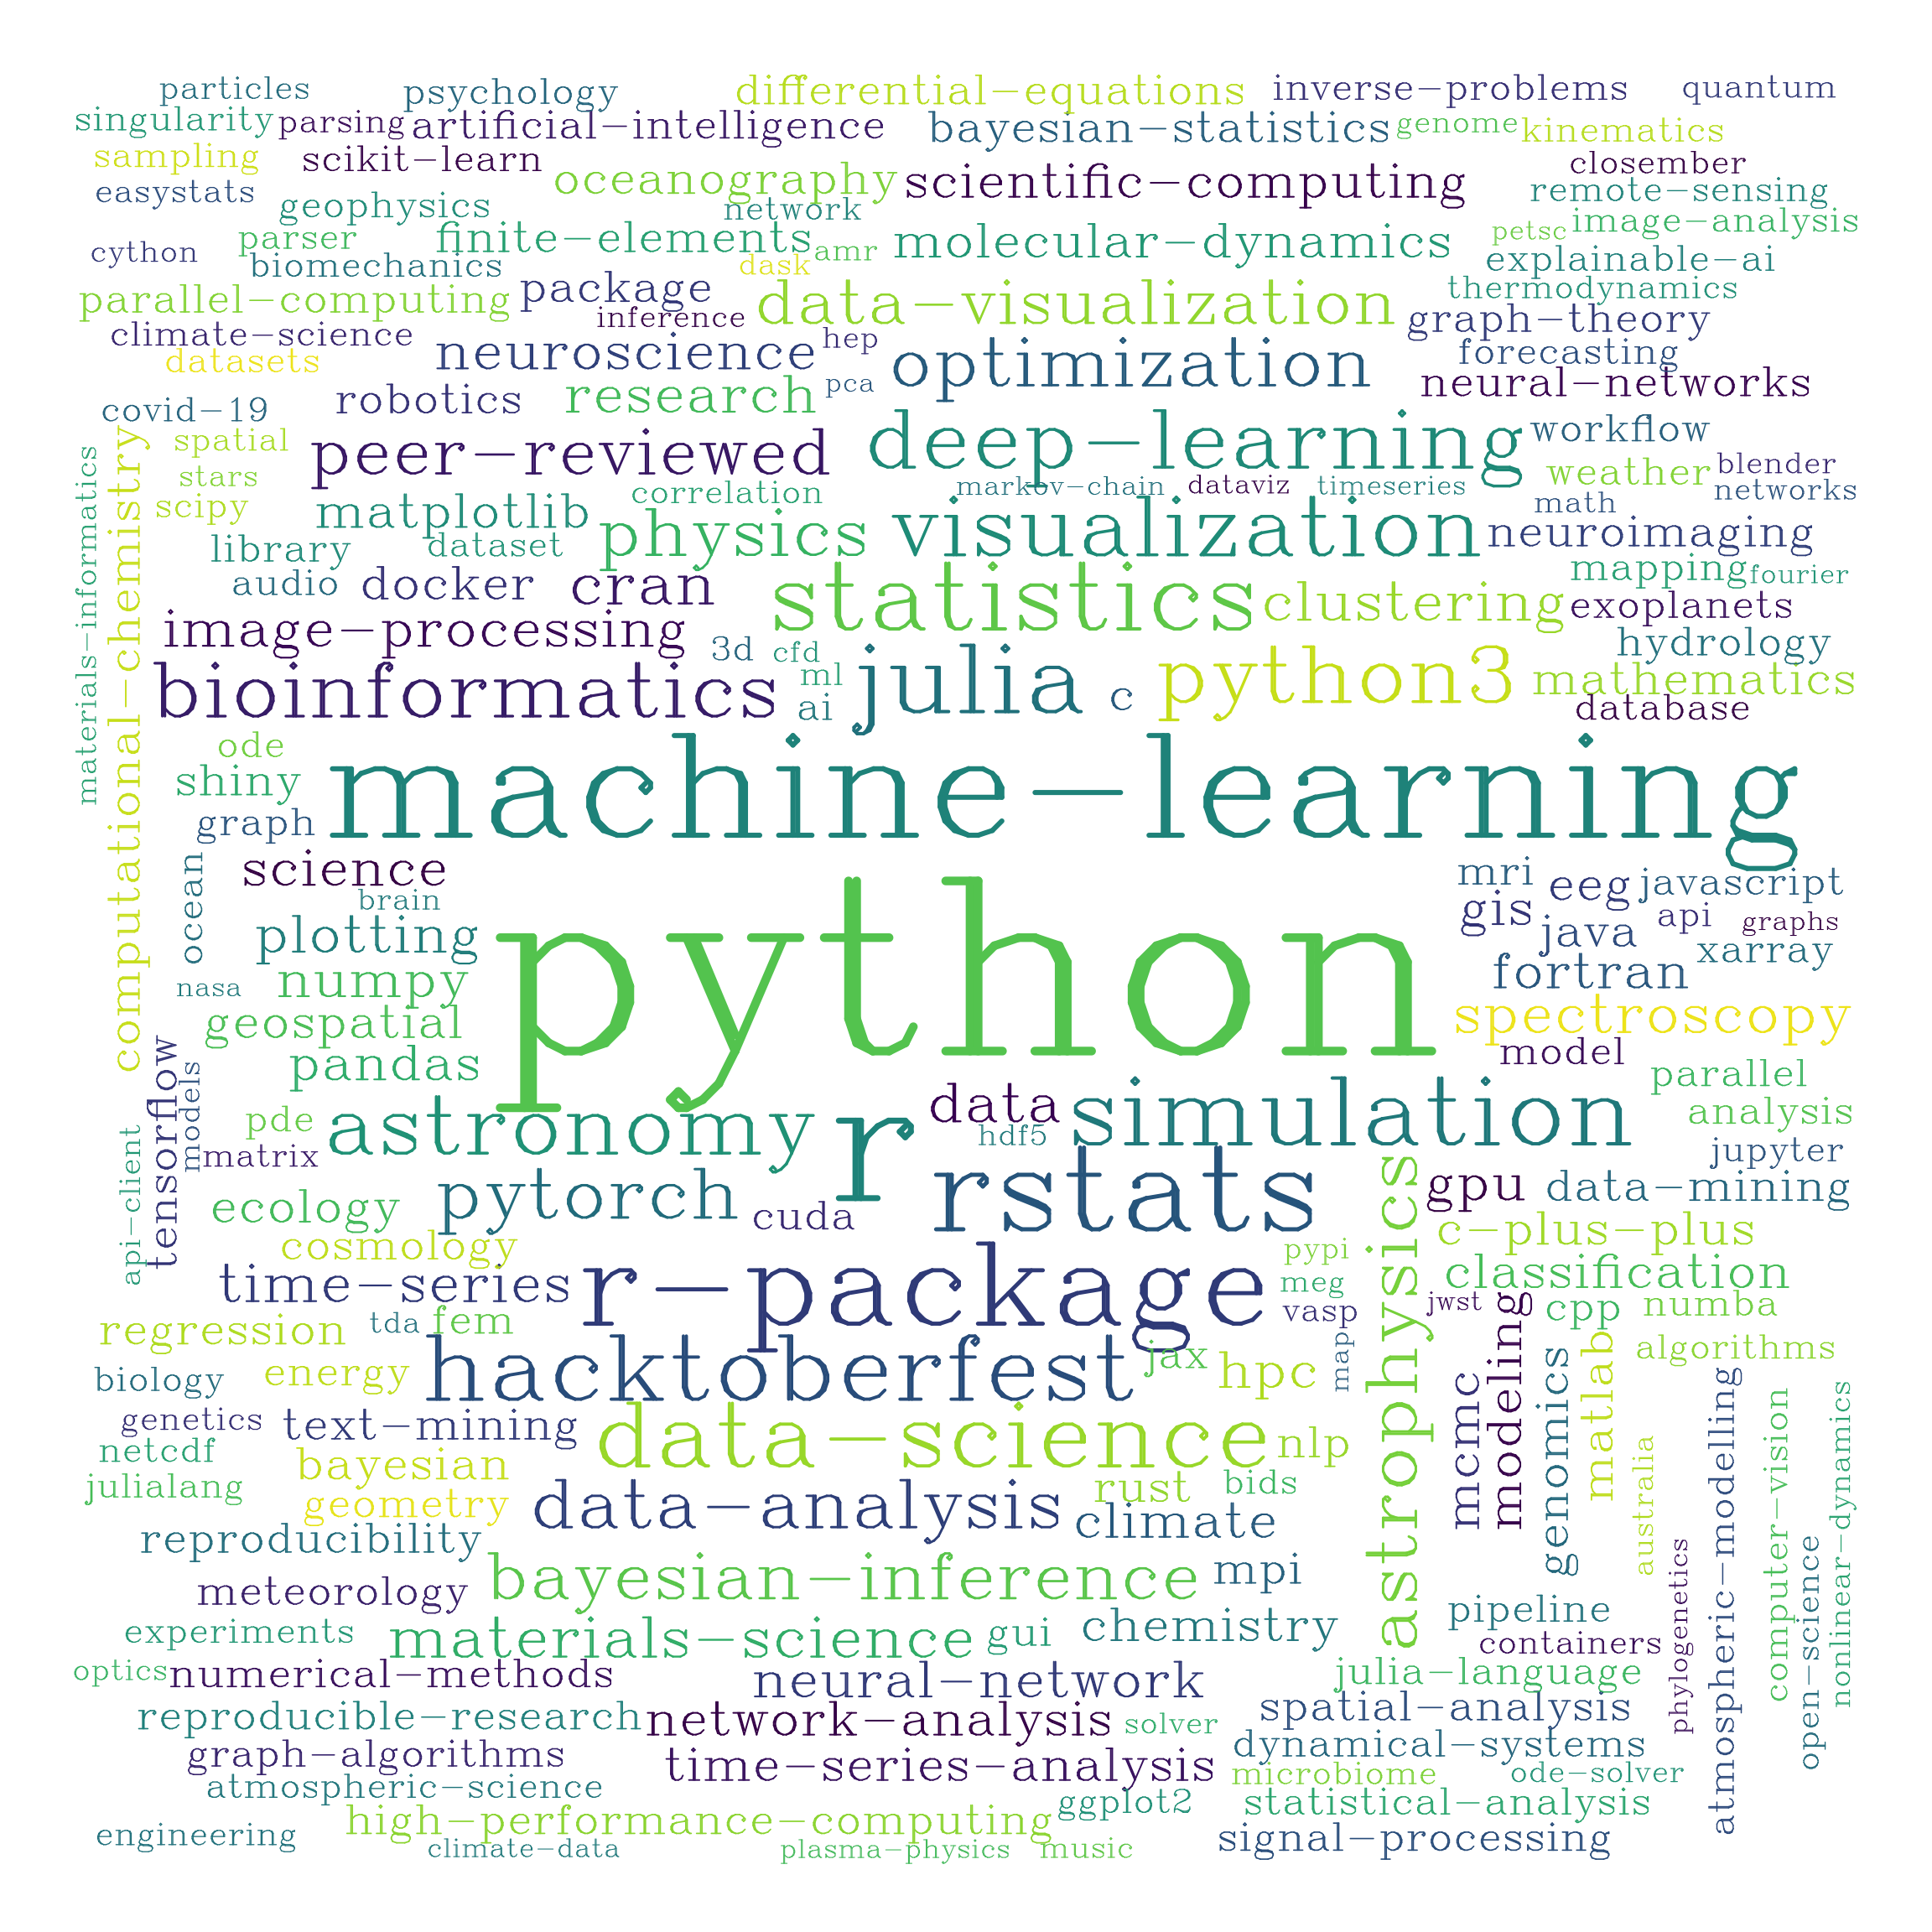 particles
psychology
differential-equations
inverse-problems
quantum
singularity
parsing
artificial-intelligence
bayesian-statistics
genome
kinematics
sampling
scikit-learn
oceanography
scientific-computing
closember
easystats
geophysics
network
remote-sensing
cython
parser
finite-elements
amr
molecular-dynamics
petsc
image-analysis
biomechanics
dask
explainable-ai
parallel-computing
package
data-visualization
thermodynamics
climate-science
inference
graph-theory
datasets
neuroscience
hep
optimization
forecasting
covid-19
robotics
research
pca
neural-networks
spatial
peer-reviewed
deep-learning
workflow
stars
weather
blender
scipy
correlation
markov-chain
dataviz
timeseries
networks
matplotlib
physics
visualization
math
library
dataset
neuroimaging
audio
docker
cran
statistics
clustering
mapping
fourier
materials-informatics
computational-chemistry
image-processing
3d
cfd
exoplanets
hydrology
bioinformatics
ml
ai
julia
c
python3
mathematics
database
ode
shiny
machine-learning
graph
science
mri
eeg
javascript
ocean
brain
gis
api
graphs
plotting
python
java
xarray
nasa
numpy
fortran
geospatial
spectroscopy
pandas
model
tensorflow
models
data
simulation
parallel
pde
astronomy
r
hdf5
analysis
api-client
matrix
jupyter
ecology
pytorch
cuda
rstats
astrophysics
gpu
data-mining
cosmology
pypi
c-plus-plus
time-series
r-package
meg
classification
vasp
jwst
modeling
cpp
numba
regression
tda
fem
map
algorithms
biology
energy
hacktoberfest
jax
hpc
mcmc
genomics
matlab
genetics
text-mining
data-science
nlp
netcdf
bayesian
australia
atmospheric-modelling
computer-vision
nonlinear-dynamics
julialang
geometry
data-analysis
rust
bids
climate
reproducibility
bayesian-inference
mpi
phylogenetics
open-science
meteorology
pipeline
experiments
materials-science
gui
chemistry
containers
optics
numerical-methods
neural-network
julia-language
reproducible-research
network-analysis
solver
spatial-analysis
graph-algorithms
time-series-analysis
dynamical-systems
atmospheric-science
microbiome
ode-solver
high-performance-computing
ggplot2
statistical-analysis
engineering
climate-data
plasma-physics
music
signal-processing